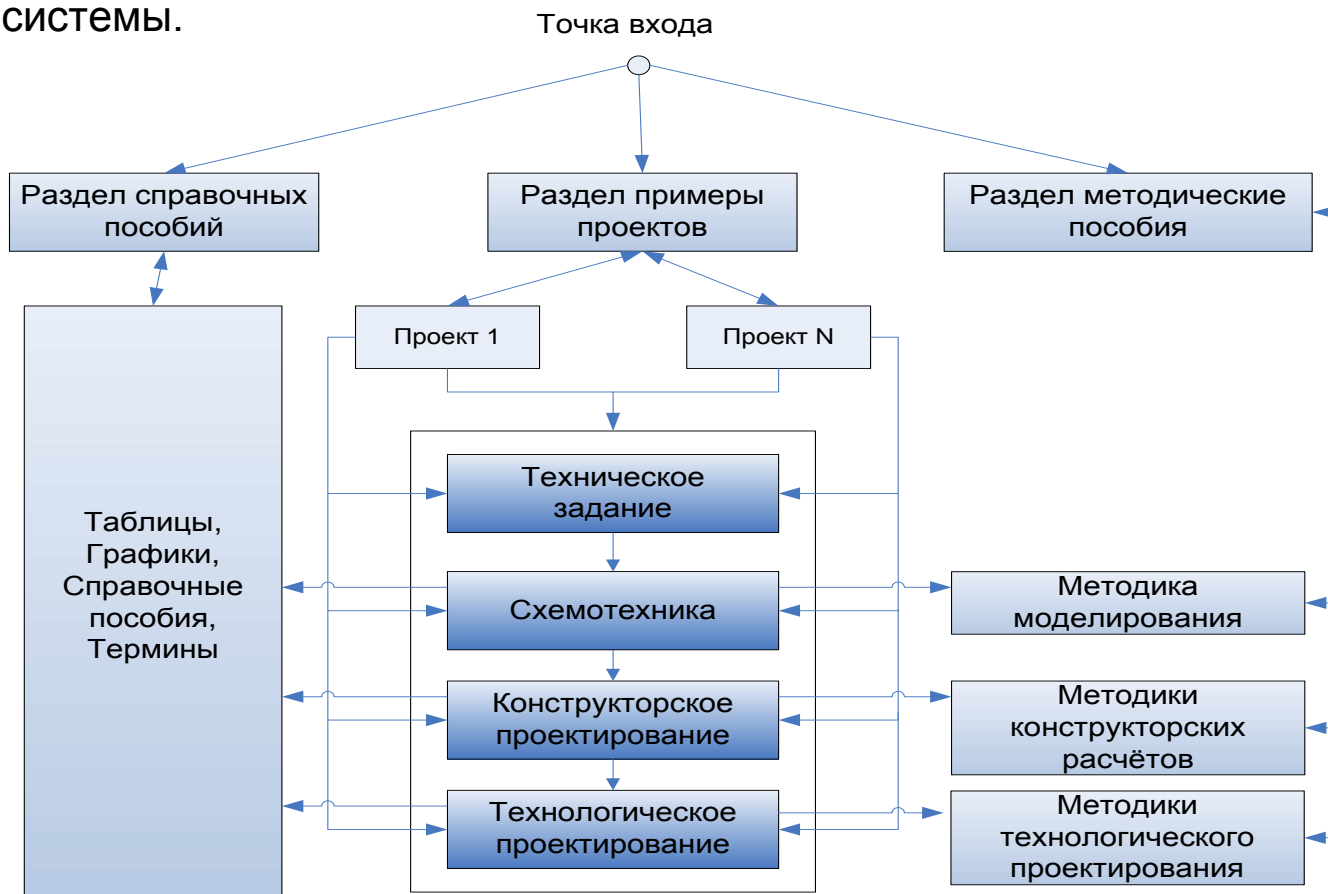 системы.
Точка входа
Раздел справочных
пособий
Раздел примеры
проектов
Раздел методические
пособия
Проект 1
Проект N
Таблицы,
Графики,
Справочные
пособия,
Термины
Техническое
задание
Схемотехника
Конструкторское
проектирование
Технологическое
проектирование
Методика
моделирования
Методики
конструкторских
расчётов
Методики
технологического
проектирования